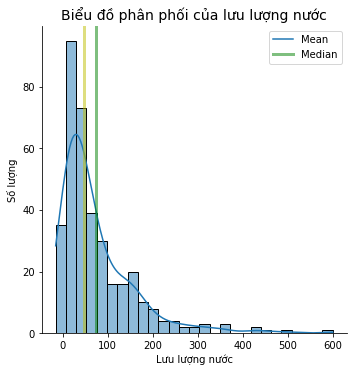 Biểu đồ phân phối của lưu lượng nước
Mean
Median
Số lượng
80
60
40
20
0
0 100 200 300 400 500 600
Lưu lượng nước